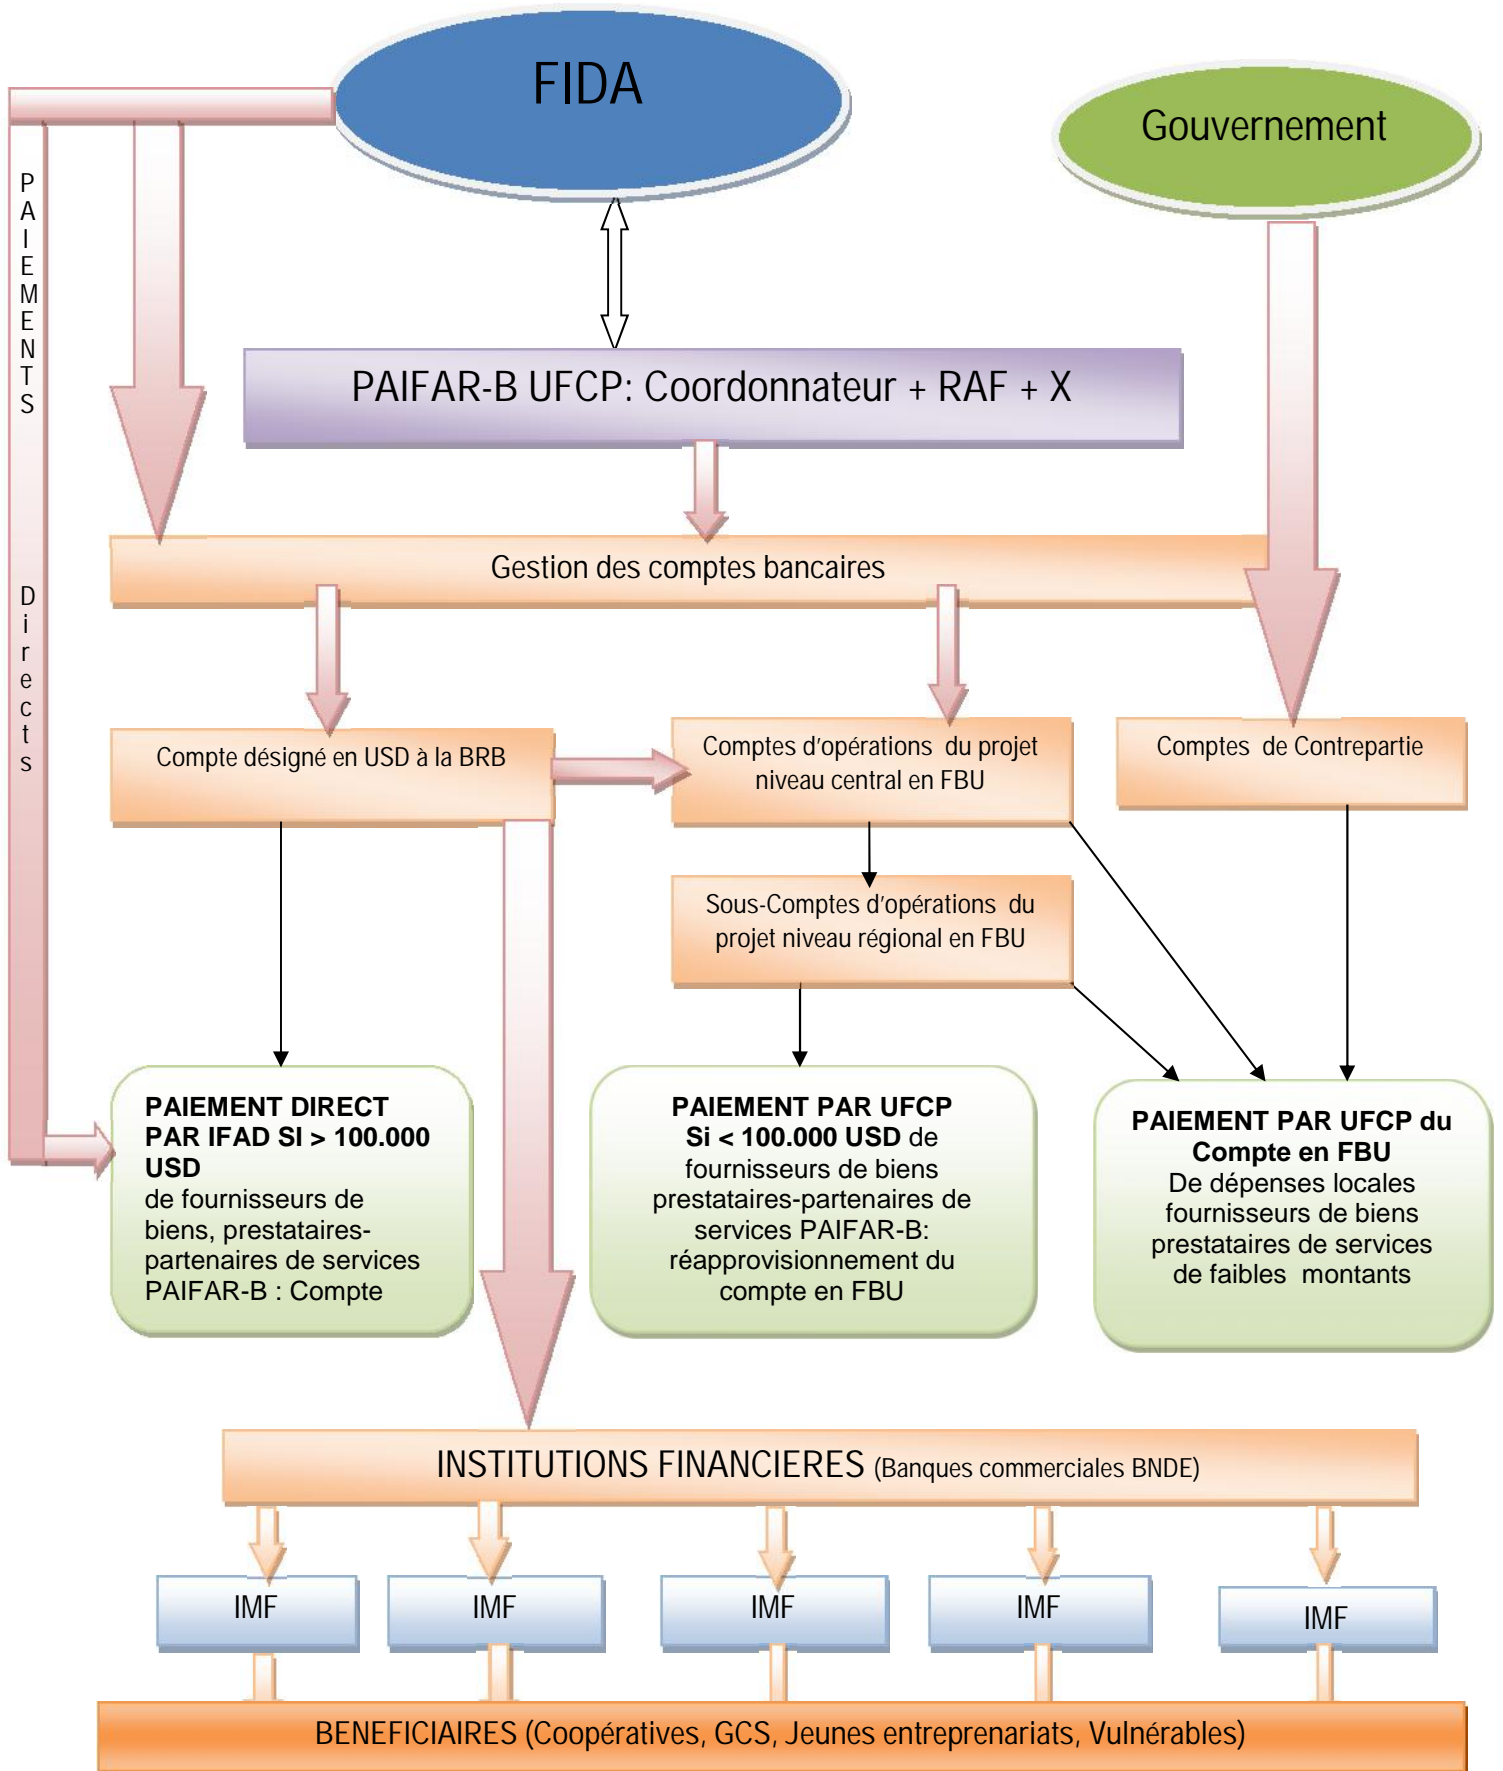 FIDA
Gouvernement
PAIEMENTS Directs
PAIFAR-B UFCP: Coordonnateur + RAF + X
Gestion des comptes bancaires
Compte désigné en USD à la BRB
Comptes d'opérations du projet
niveau central en FBU
Comptes de Contrepartie
Sous-Comptes d'opérations du
projet niveau régional en FBU
PAIEMENT DIRECT
PAR IFAD SI > 100.000
USD
de fournisseurs de
biens, prestataires-
partenaires de services
PAIFAR-B : Compte
PAIEMENT PAR UFCP
Si < 100.000 USD de
fournisseurs de biens
prestataires-partenaires de
services PAIFAR-B:
réapprovisionnement du
compte en FBU
PAIEMENT PAR UFCP du
Compte en FBU
De dépenses locales
fournisseurs de biens
prestataires de services
de faibles montants
INSTITUTIONS FINANCIERES (Banques commerciales BNDE)
IMF
IMF
IMF
IMF
IMF
BENEFICIAIRES (Coopératives, GCS, Jeunes entreprenariats, Vulnérables)